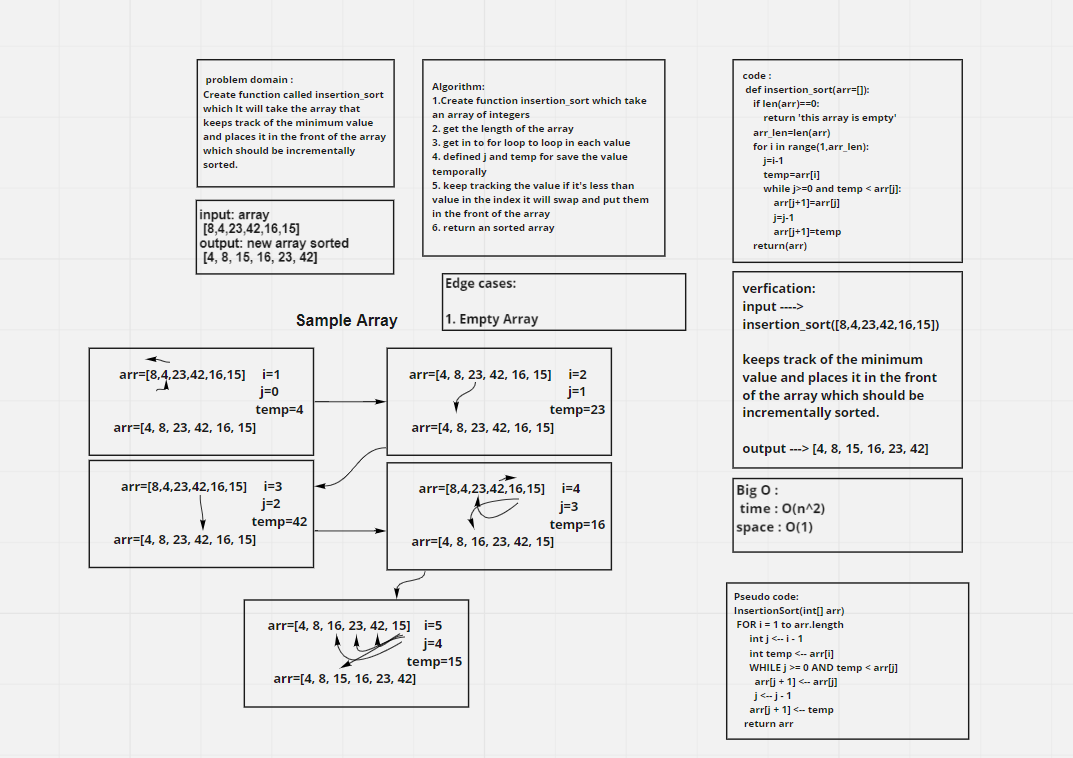 problem domain :
Create function called insertion_sort
which It will take the array that
keeps track of the minimum value
and places it in the front of the array
which should be incrementally
sorted.
input: array
[8,4,23,42,16,15]
output: new array sorted
[4, 8, 15, 16, 23, 42]
Algorithm:
1.Create function insertion_sort which take
an array of integers
2. get the length of the array
3. get in to for loop to loop in each value
4. defined j and temp for save the value
temporally
5. keep tracking the value if it's less than
value in the index it will swap and put them
in the front of the array
6. return an sorted array
Edge cases:
1. Empty Array
Sample Array
arr=[8,4,23,42,16,15] i=1
j=0
temp=4
arr=[4, 8, 23, 42, 16, 15]
arr=[4, 8, 23, 42, 16, 15] i=2
j=1
temp=23
arr=[4, 8, 23, 42, 16, 15]
arr=[8,4,23,42,16,15] i=3
j=2
temp=42
arr=[4, 8, 23, 42, 16, 15]
arr=[8,4,23,42,16,15] i=4
j=3
temp=16
arr=[4, 8, 16, 23, 42, 15]
arr=[4, 8, 16, 23, 42, 15] i=5
j=4
temp=15
arr=[4, 8, 15, 16, 23, 42]
code :
def insertion_sort(arr=[]):
if len(arr)==0:
return 'this array is empty'
arr_len=len(arr)
for i in range(1,arr_len):
j=i-1
temp=arr[i]
while j>=0 and temp < arr[j]:
arr[j+1]=arr[j]
j=j-1
arr[j+1]=temp
return(arr)
verfication:
input ---->
insertion_sort([8,4,23,42,16,15])
keeps track of the minimum
value and places it in the front
of the array which should be
incrementally sorted.
output ---> [4, 8, 15, 16, 23, 42]
Big O :
time : O(n^2)
space : O(1)
Pseudo code:
InsertionSort(int[] arr)
FOR i = 1 to arr.length
int j <-- i - 1
int temp <-- arr[i]
WHILE j >= 0 AND temp < arr[j]
arr[j + 1] <-- arr[j]
j <-- j - 1
arr[j + 1] <-- temp
return arr